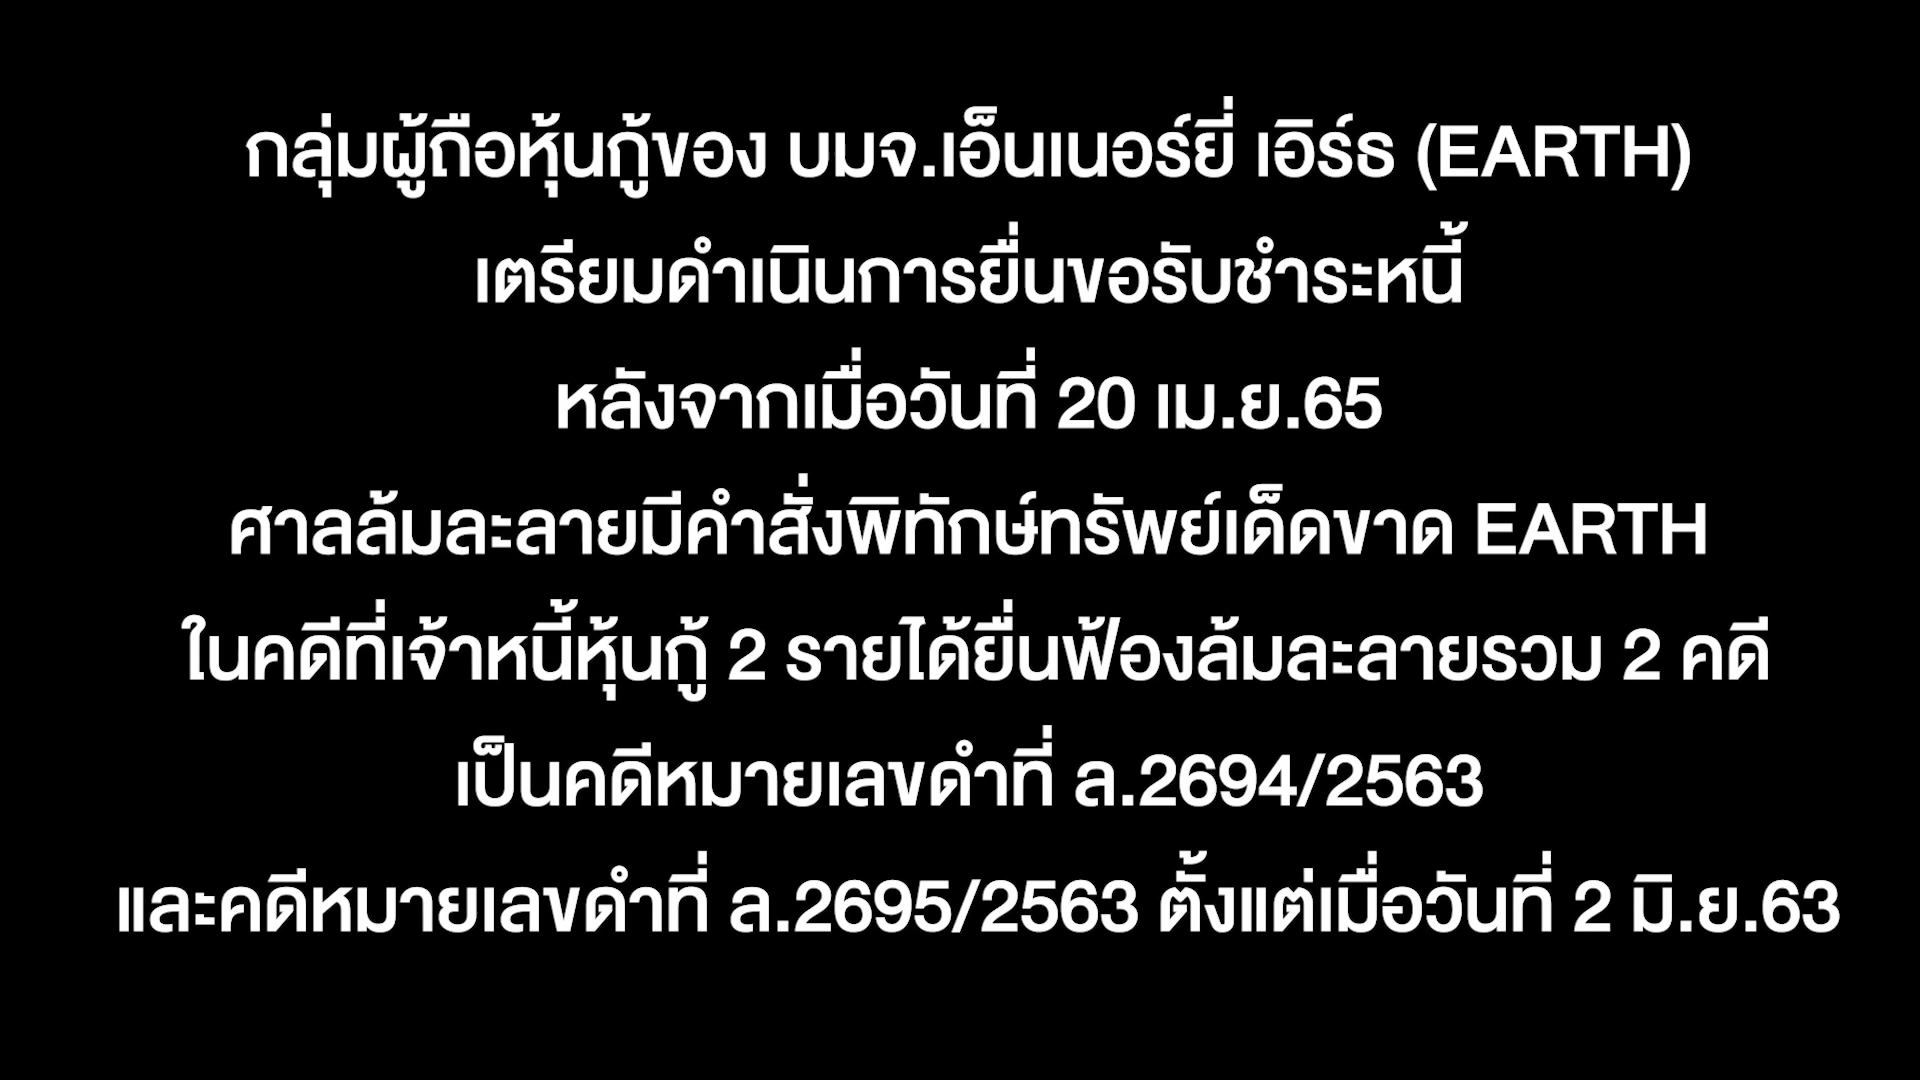 กลุ่มผู้ถือหุ้นกู้ของ บมจ.เอ็นเนอร์ยี่ เอิร์ธ (EARTH)
เตรียมดำเนินการยื่นขอรับชำระหนี้
หลังจากเมื่อวันที่ 20 เม.ย.65
ศาลล้มละลายมีคำสั่งพิทักษ์ทรัพย์เด็ดขาด EARTH
ในคดีที่เจ้าหนี้หุ้นกู้ 2 รายได้ยื่นฟ้องล้มละลายรวม 2 คดี
เป็นคดีหมายเลขดำที่ ล.2694/2563
และคดีหมายเลขดำที่ ล.2695/2563 ตั้งแต่เมื่อวันที่ 2 มิ.ย.63